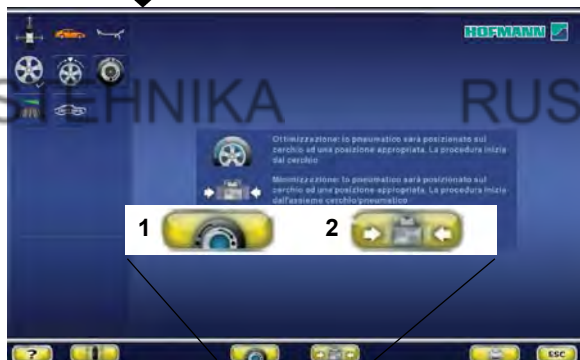 HOFMANN
TEHNIKA RUS
Ottimizzazione: lo pneumatico sarà posizionato sul
cerchio ad una posizione appropriata. La procedura inizia
dal cerchio
Minimizzazione: lo pneumatico sarà posizionato sul
cerchio ad una posizione appropriata. La procedura inizia
dall'assieme cerchio/pneumatico
1 2
? ESC